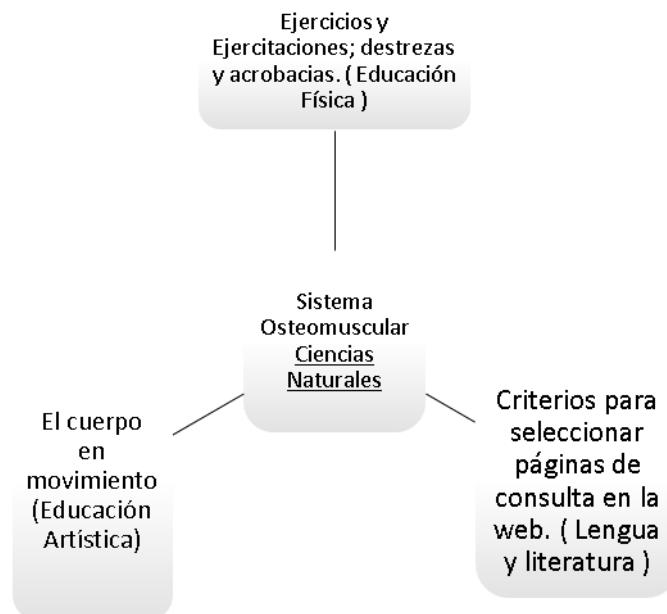 Ejercicios y
Ejercitaciones; destrezas
y acrobacias. ( Educación
Física )
Sistema
Osteomuscular
Ciencias
Naturales
El cuerpo
en
movimiento
(Educación
Artística)
Criterios para
seleccionar
páginas de
consulta en la
web. ( Lengua
y literatura )